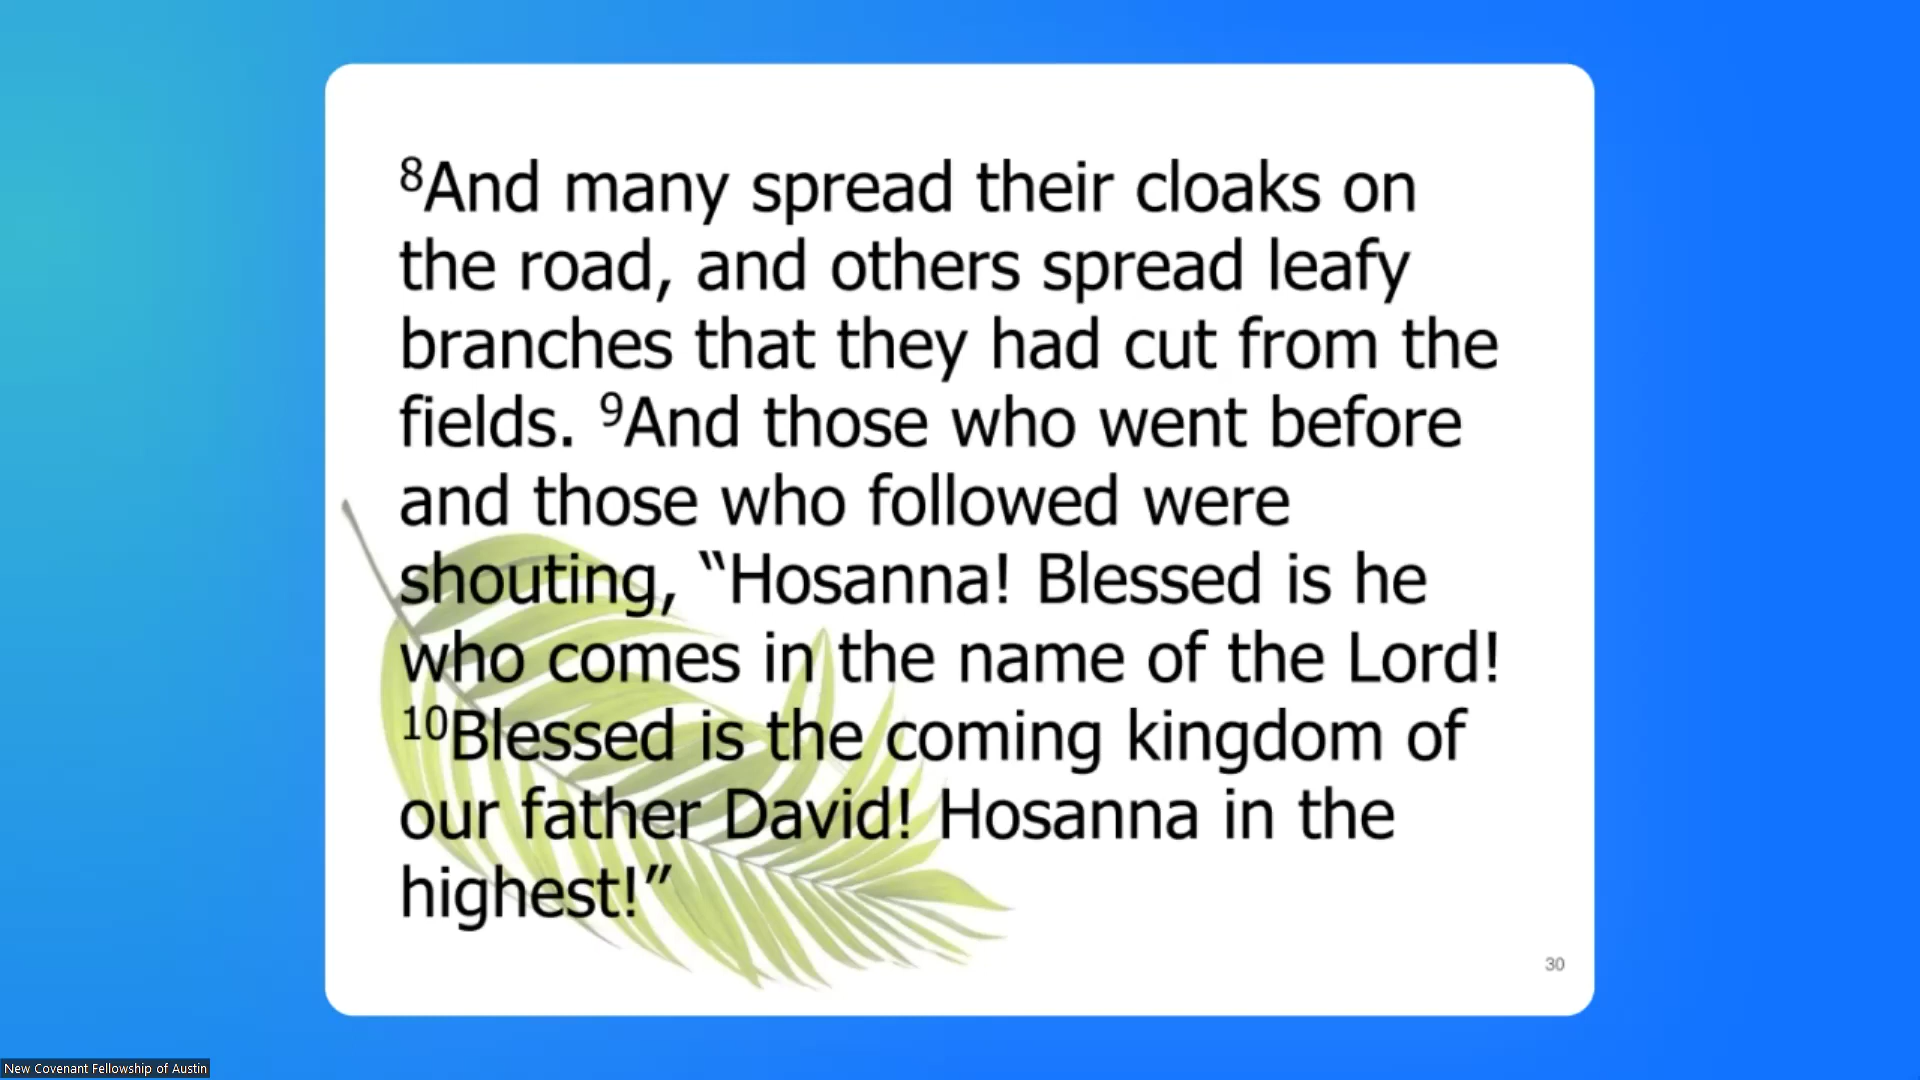 ⁸And many spread their cloaks on
the road, and others spread leafy
branches that they had cut from the
fields. ⁹And those who went before
and those who followed were
shouting, “Hosanna! Blessed is he
who comes in the name of the Lord!
¹⁰Blessed is the coming kingdom of
our father David! Hosanna in the
highest!”
30
New Covenant Fellowship of Austin